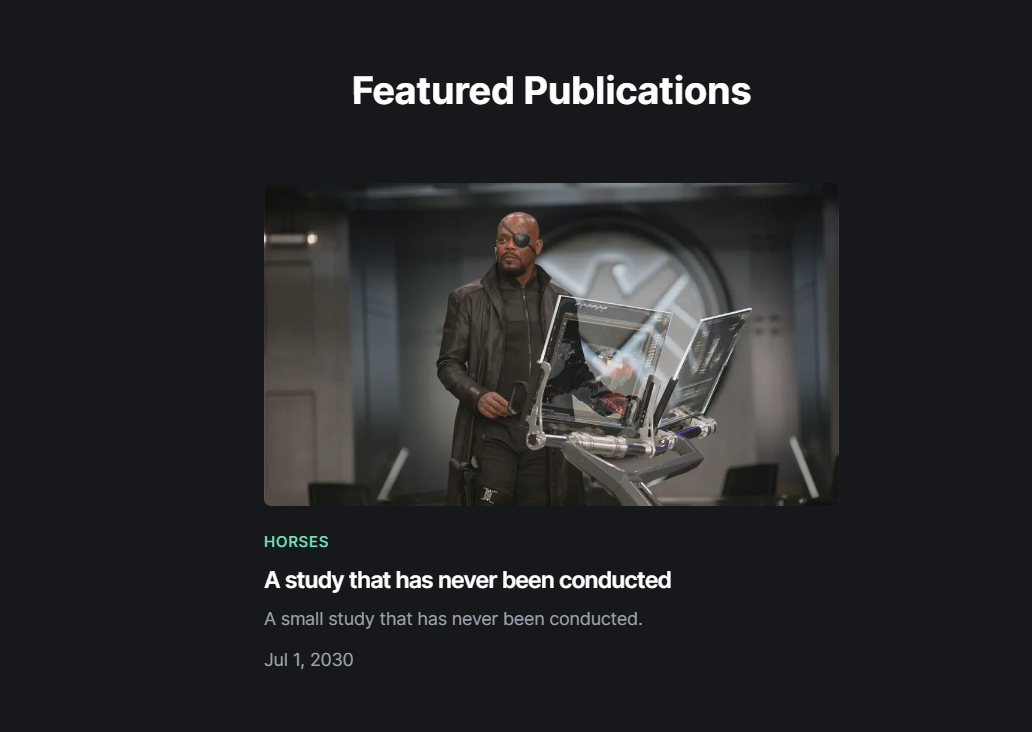 Featured Publications
HORSES
A study that has never been conducted
A small study that has never been conducted.
Jul 1, 2030